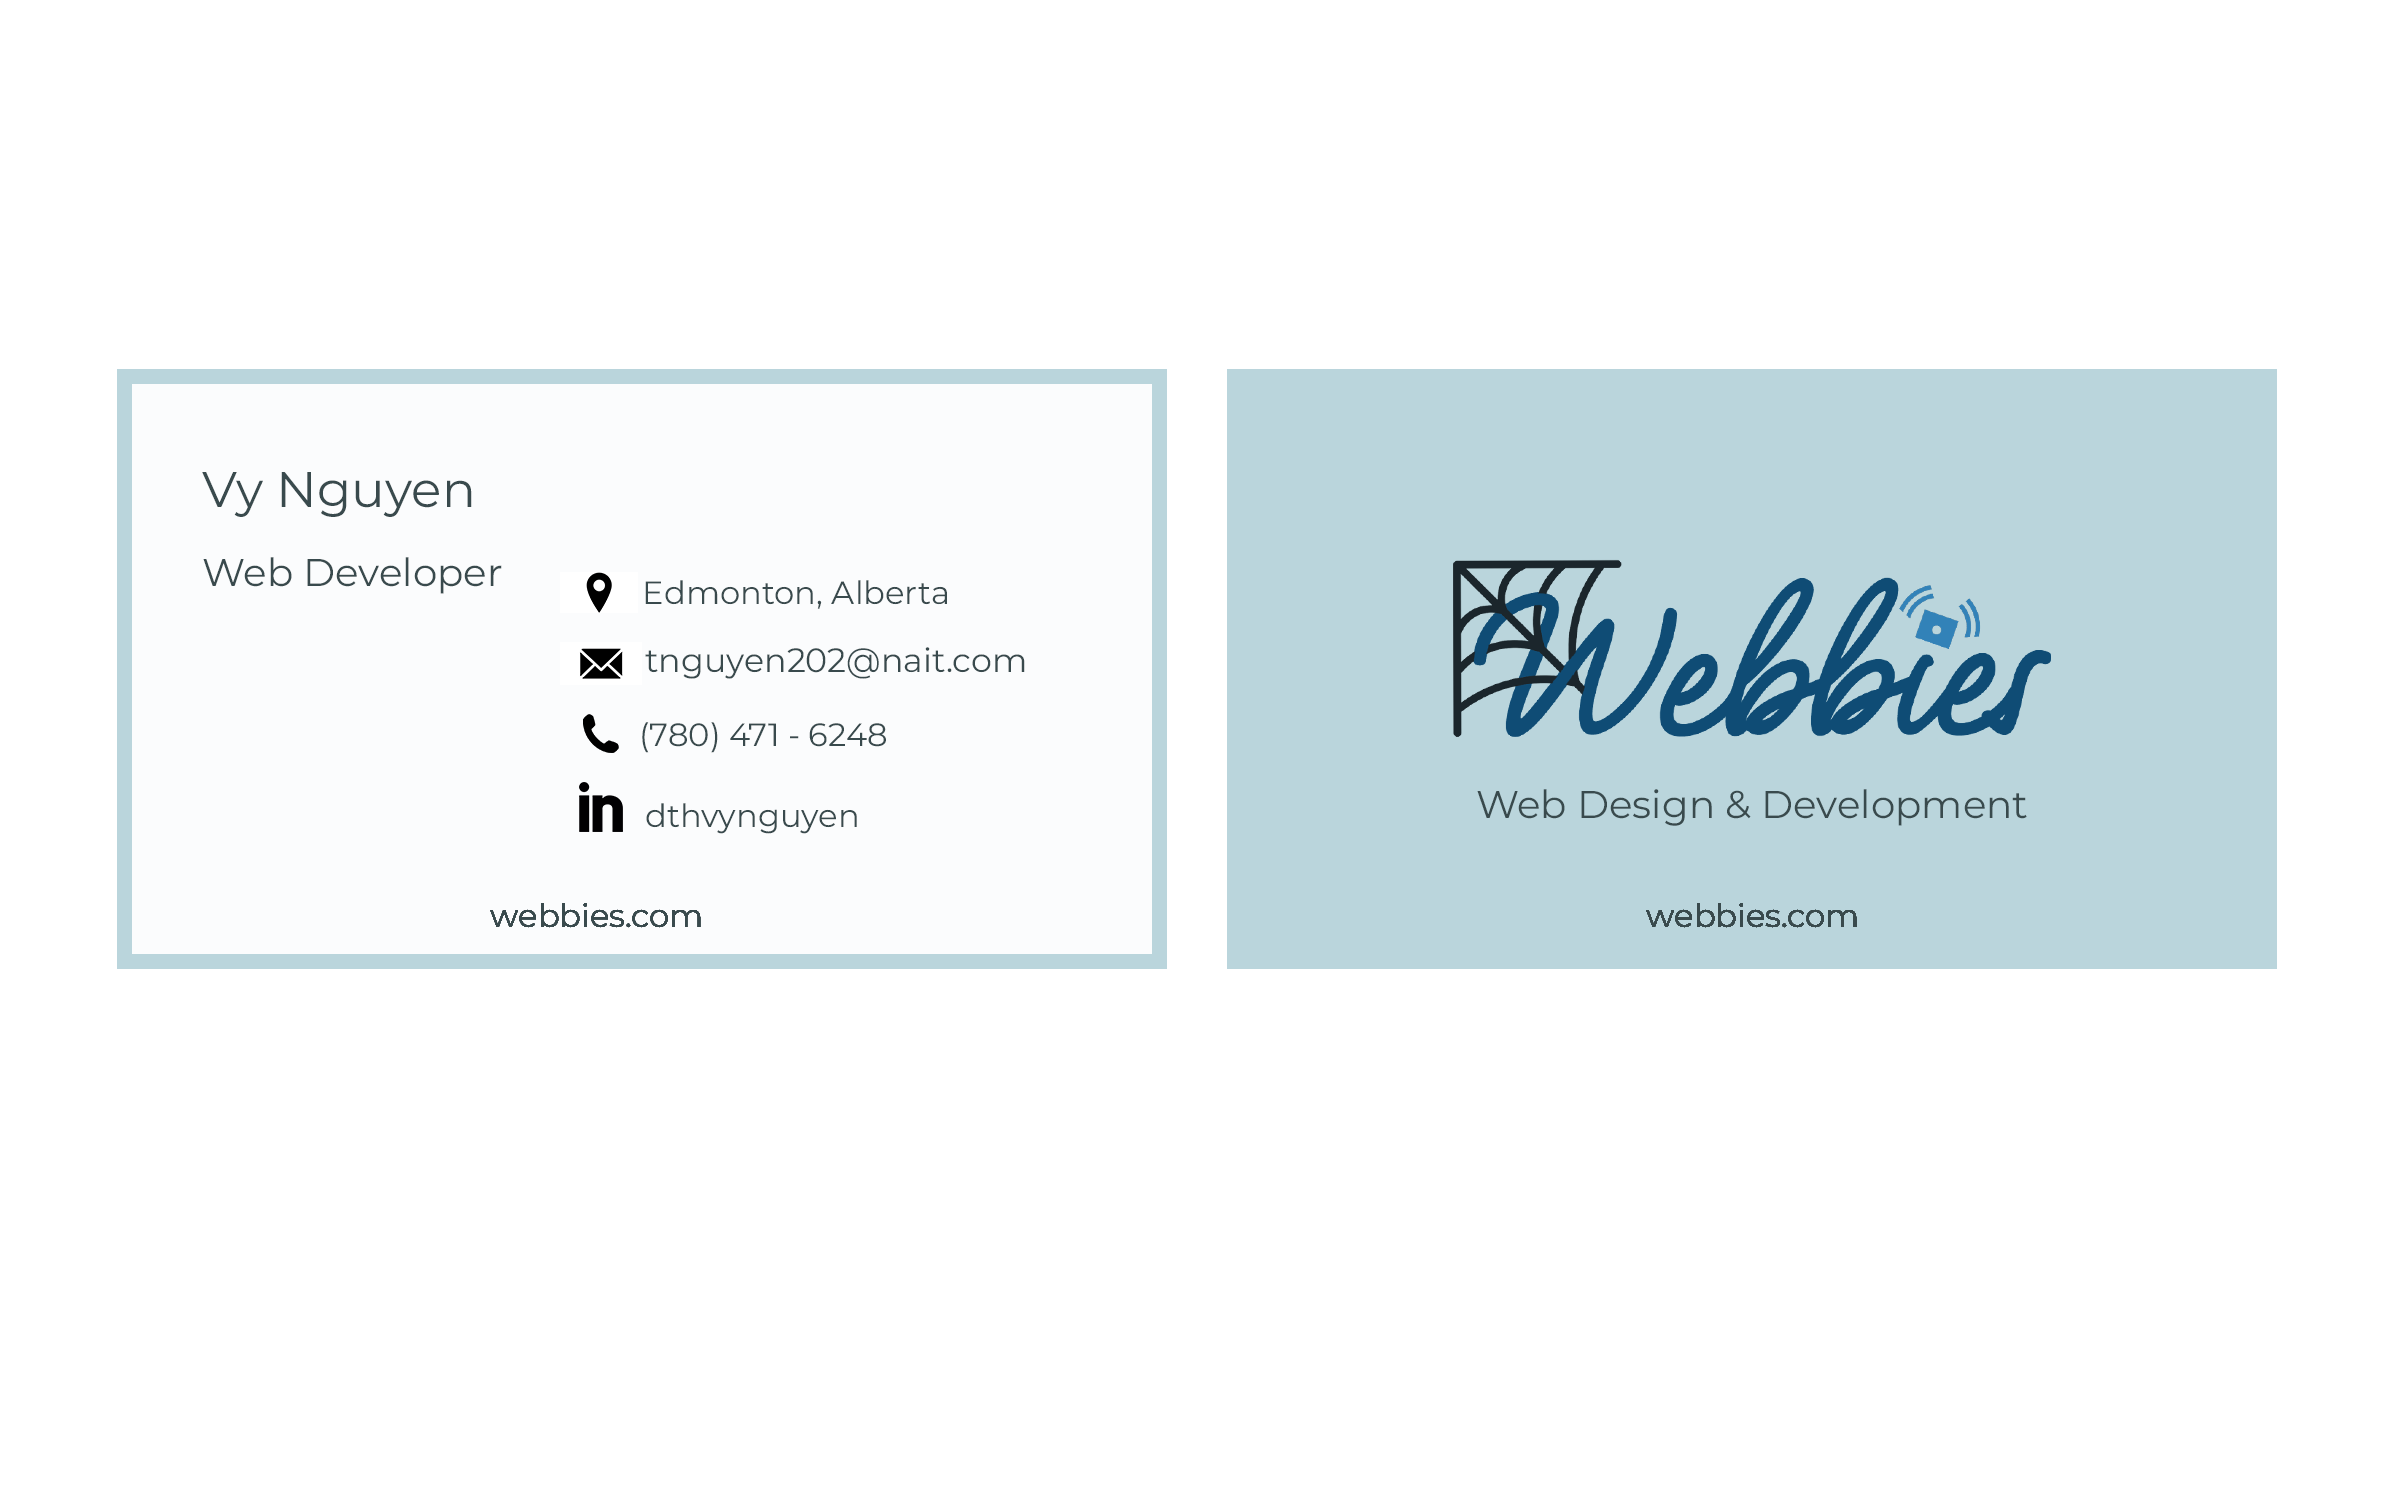 Vy Nguyen
Web Developer
Edmonton, Alberta
tnguyen202@nait.com
(780) 471 - 6248
in dthvynguyen
webbies.com
Webbies
Web Design & Development
webbies.com